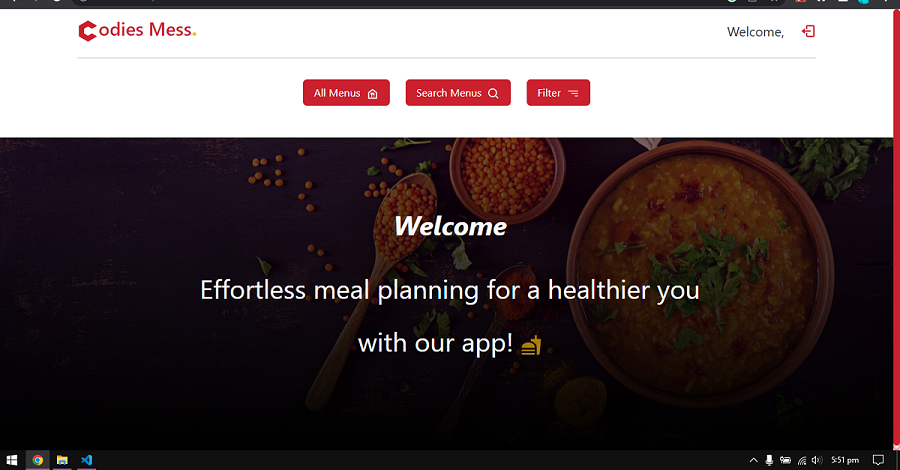 Codies Mess.
Welcome,
All Menus
Search Menus
Filter
Welcome
Effortless meal planning for a healthier you
with our app!
5:51 pm